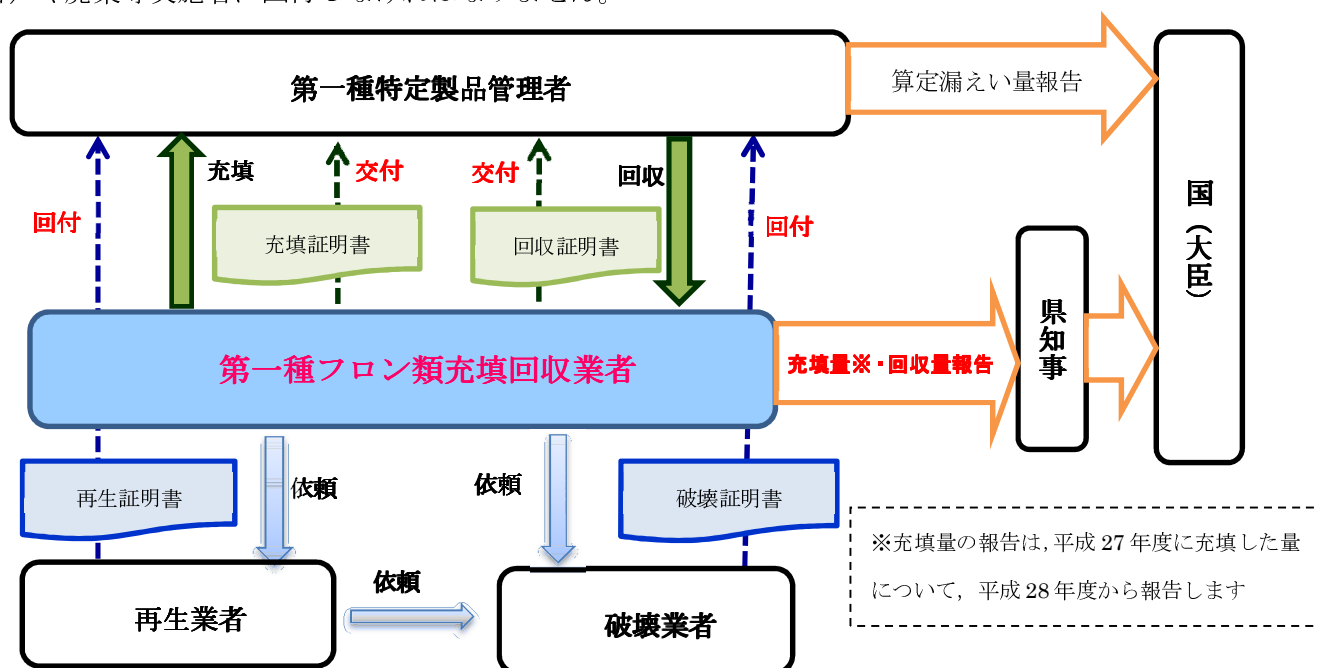 第一種特定製品管理者
算定漏えい量報告
国（大臣）
充填
交付
交付
回収
回付
回付
充填証明書
回収証明書
県知事
第一種フロン類充填回収業者
充填量※・回収量報告
再生証明書
依頼
依頼
破壊証明書
※充填量の報告は，平成 27 年度に充填した量
について，平成 28 年度から報告します
依頼
再生業者
破壊業者